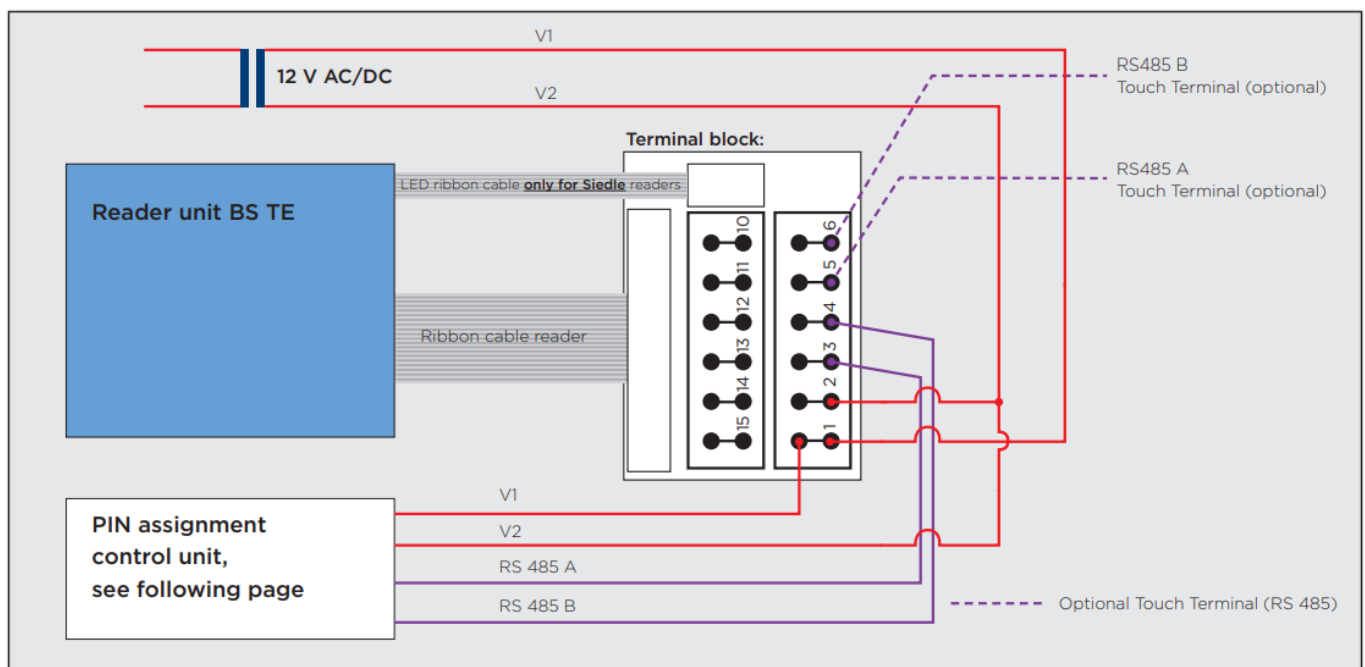 V1
12 V AC/DC
V2
RS485 B
Touch Terminal (optional)
Terminal block:
LED ribbon cable only for Siedle readers
RS485 A
Touch Terminal (optional)
Reader unit BS TE
10
6
11
5
12
4
Ribbon cable reader
13
3
14
2
15
1
V1
PIN assignment
control unit,
see following page
V2
RS 485 A
RS 485 B
Optional Touch Terminal (RS 485)